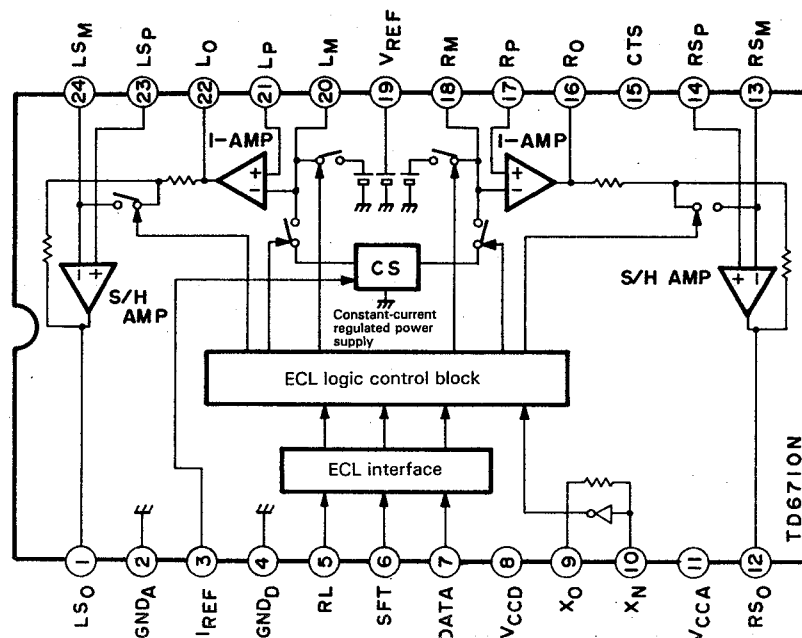 LSM
LSP
LO
LP
LM
VREF
RM
RP
RO
CTS
RSP
RSM
24
23
22
21
20
19
18
17
16
15
14
13
I-AMP
I-AMP
+
−
+
−
CS
− +
+ −
S/H
AMP
S/H AMP
Constant-current
regulated power
supply
ECL logic control block
ECL interface
TD6710N
1
2
3
4
5
6
7
8
9
10
11
12
LSO
GNDA
IREF
GNDD
RL
SFT
DATA
VCCD
XO
XN
VCCA
RSO